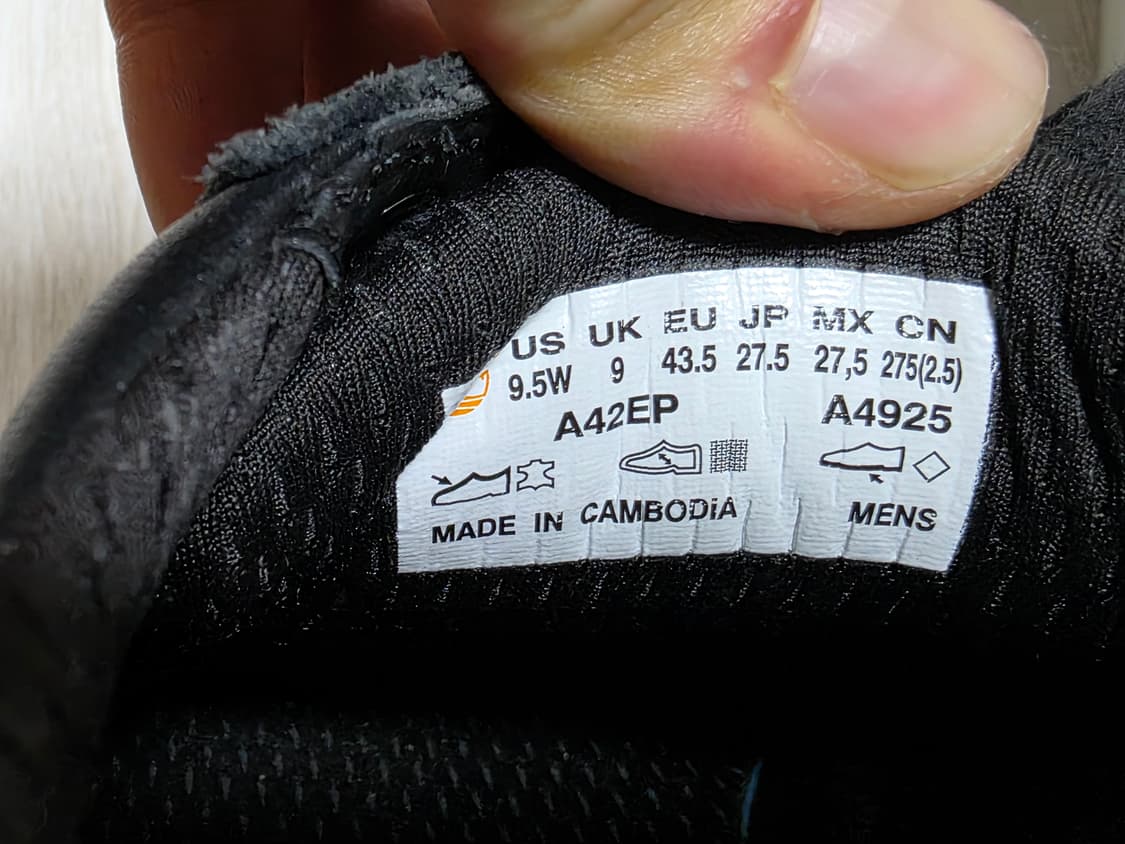 US UK EU JP MX CN
9.5W 9 43.5 27.5 27,5 275(2.5)
A42EP A4925
MADE IN CAMBODiA MENS